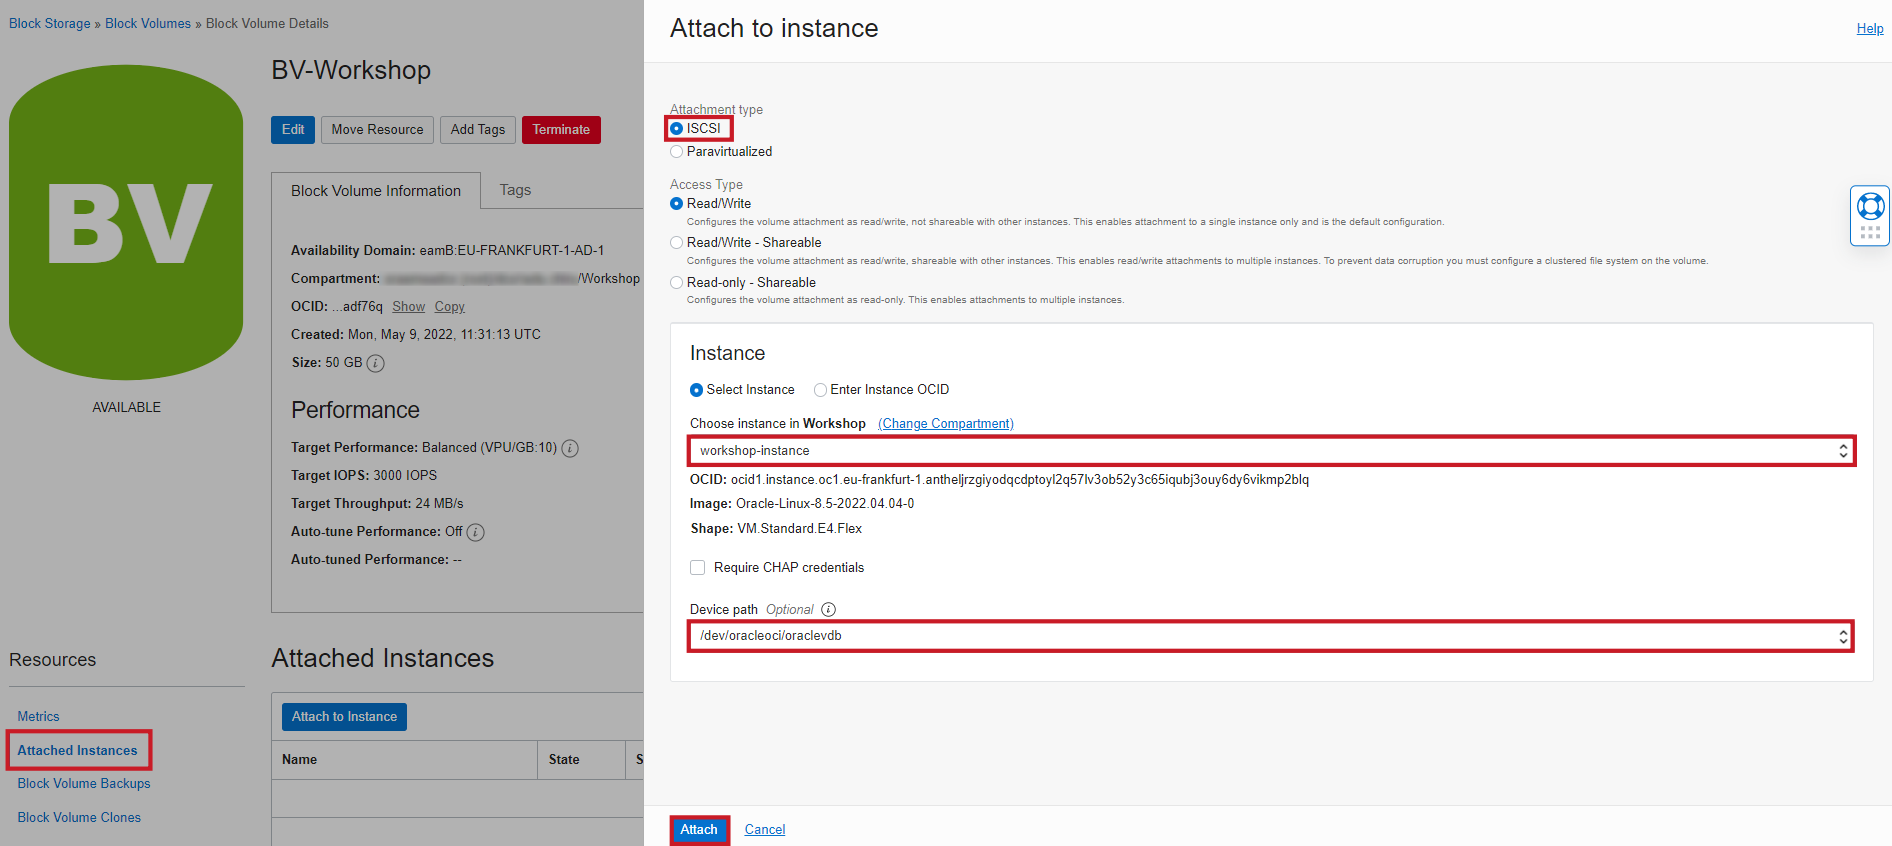 Block Storage » Block Volumes » Block Volume Details
BV
AVAILABLE
BV-Workshop
Edit
Move Resource
Add Tags
Terminate
Block Volume Information
Tags
Availability Domain: eamB:EU-FRANKFURT-1-AD-1
Compartment: /Workshop
OCID: ...adf76q Show Copy
Created: Mon, May 9, 2022, 11:31:13 UTC
Size: 50 GB
Performance
Target Performance: Balanced (VPU/GB:10)
Target IOPS: 3000 IOPS
Target Throughput: 24 MB/s
Auto-tune Performance: Off
Auto-tuned Performance: --
Resources
Metrics
Attached Instances
Block Volume Backups
Block Volume Clones
Attached Instances
Attach to Instance
Name
State
S
Attach to instance
Help
Attachment type
ISCSI
Paravirtualized
Access Type
Read/Write
Configures the volume attachment as read/write, not shareable with other instances. This enables attachment to a single instance only and is the default configuration.
Read/Write - Shareable
Configures the volume attachment as read/write, shareable with other instances. This enables read/write attachments to multiple instances. To prevent data corruption you must configure a clustered file system on the volume.
Read-only - Shareable
Configures the volume attachment as read-only. This enables attachments to multiple instances.
Instance
Select Instance
Enter Instance OCID
Choose instance in Workshop (Change Compartment)
workshop-instance
OCID: ocid1.instance.oc1.eu-frankfurt-1.antheljrzgiyodqcdptoyl2q57lv3ob52y3c65iqubj3ouy6dy6vikmp2blq
Image: Oracle-Linux-8.5-2022.04.04-0
Shape: VM.Standard.E4.Flex
Require CHAP credentials
Device path Optional
/dev/oracleoci/oraclevdb
Attach
Cancel